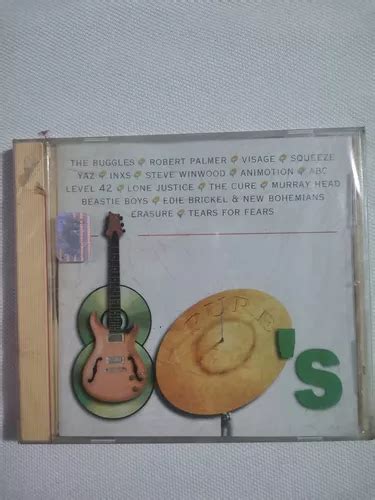 THE BUGGLES ROBERT PALMER VISAGE SQUEEZE
YAZ INXS STEVE WINWOOD ANIMOTION ABC
LEVEL 42 LONE JUSTICE THE CURE MURRAY HEAD
BEASTIE BOYS EDIE BRICKEL & NEW BOHEMIANS
ERASURE TEARS FOR FEARS
PURE
80's